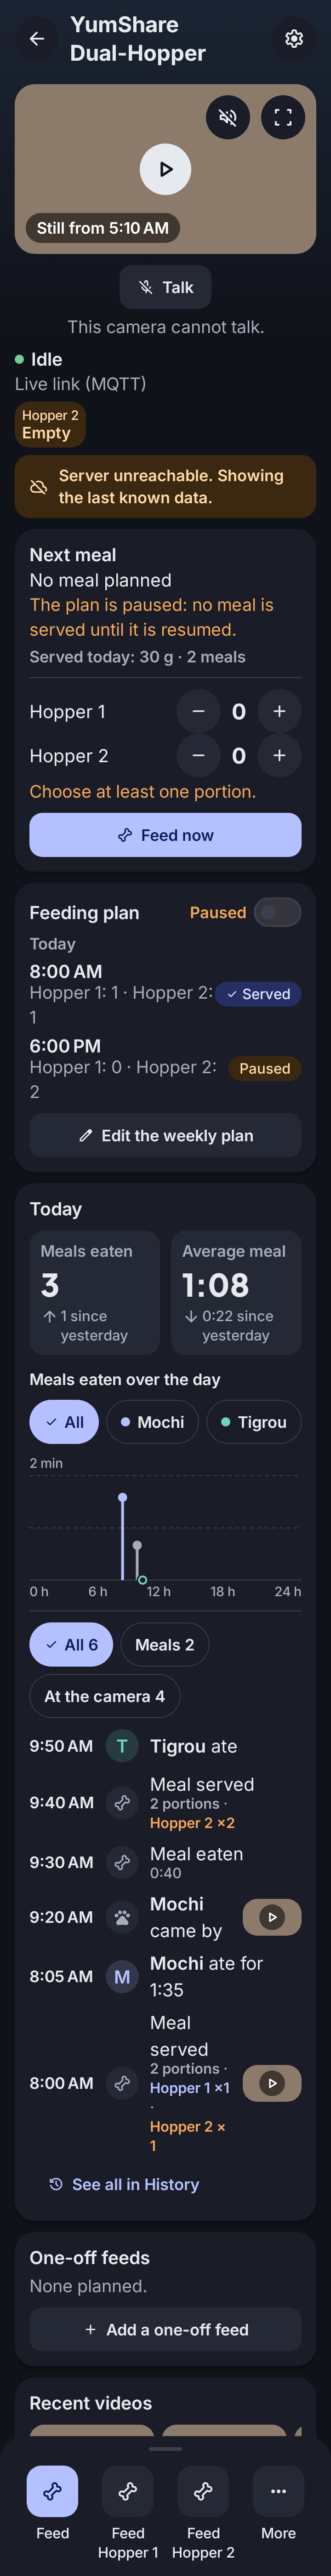 YumShare
Dual-Hopper
Still from 5:10 AM
Talk
This camera cannot talk.
Idle
Live link (MQTT)
Hopper 2
Empty
Server unreachable. Showing
the last known data.
Next meal
No meal planned
The plan is paused: no meal is
served until it is resumed.
Served today: 30 g · 2 meals
Hopper 1
0
Hopper 2
0
Choose at least one portion.
Feed now
Feeding plan
Paused
Today
8:00 AM
Hopper 1: 1 · Hopper 2:
1
Served
6:00 PM
Hopper 1: 0 · Hopper 2:
2
Paused
Edit the weekly plan
Today
Meals eaten
3
1 since
yesterday
Average meal
1:08
0:22 since
yesterday
Meals eaten over the day
All
Mochi
Tigrou
2 min
0 h 6 h 12 h 18 h 24 h
All 6
Meals 2
At the camera 4
9:50 AM
T
Tigrou ate
9:40 AM
Meal served
2 portions ·
Hopper 2 ×2
9:30 AM
Meal eaten
0:40
9:20 AM
Mochi
came by
8:05 AM
M
Mochi ate for
1:35
8:00 AM
Meal
served
2 portions ·
Hopper 1 ×1
·
Hopper 2 ×
1
See all in History
One-off feeds
None planned.
Add a one-off feed
Recent videos
Feed
Feed
Hopper 1
Feed
Hopper 2
More